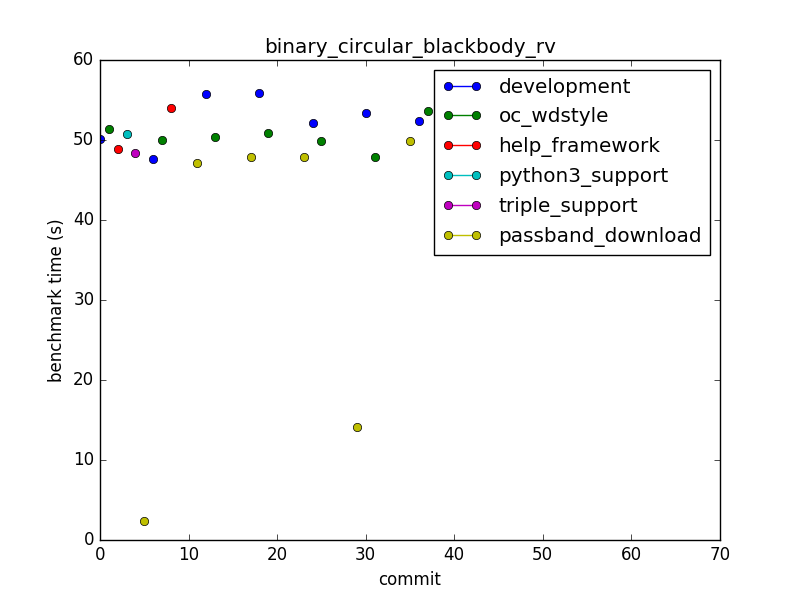 binary_circular_blackbody_rv
60
50
40
30
20
10
0
benchmark time (s)
development
oc_wdstyle
help_framework
python3_support
triple_support
passband_download
0 10 20 30 40 50 60 70
commit